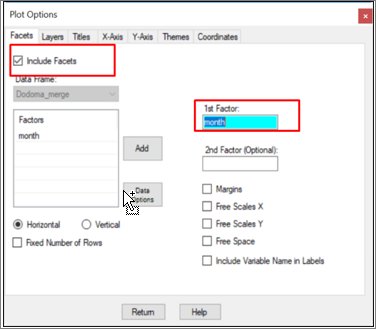 Plot Options
Facets Layers Titles X-Axis Y-Axis Themes Coordinates
Include Facets
Data Frame:
Dodoma_merge
Factors
month
Add
Data
Options
Horizontal Vertical
Fixed Number of Rows
1st Factor:
month
2nd Factor (Optional):
Margins
Free Scales X
Free Scales Y
Free Space
Include Variable Name in Labels
Return Help